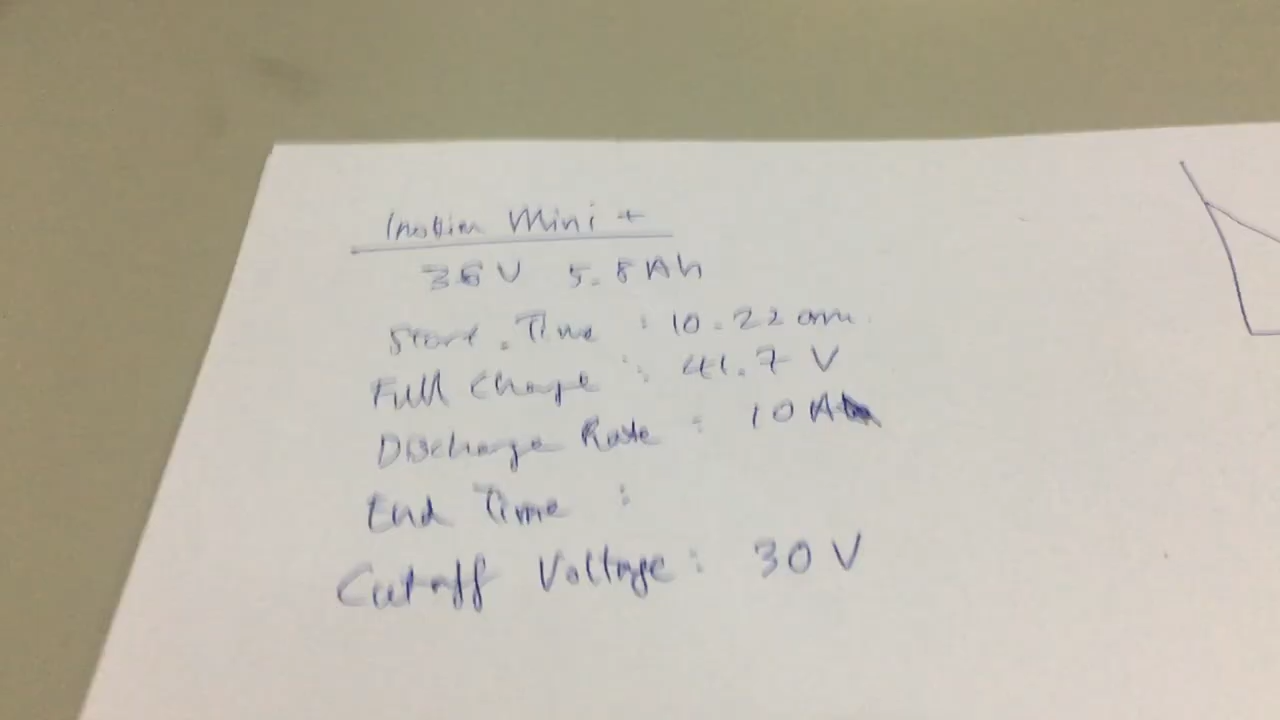 Inokim Mini +
36V 5.8Ah
Start. Time : 10.22 am
Full Charge : 41.7 V
Discharge Rate : 10 A
End Time :
Cutoff Voltage : 30 V